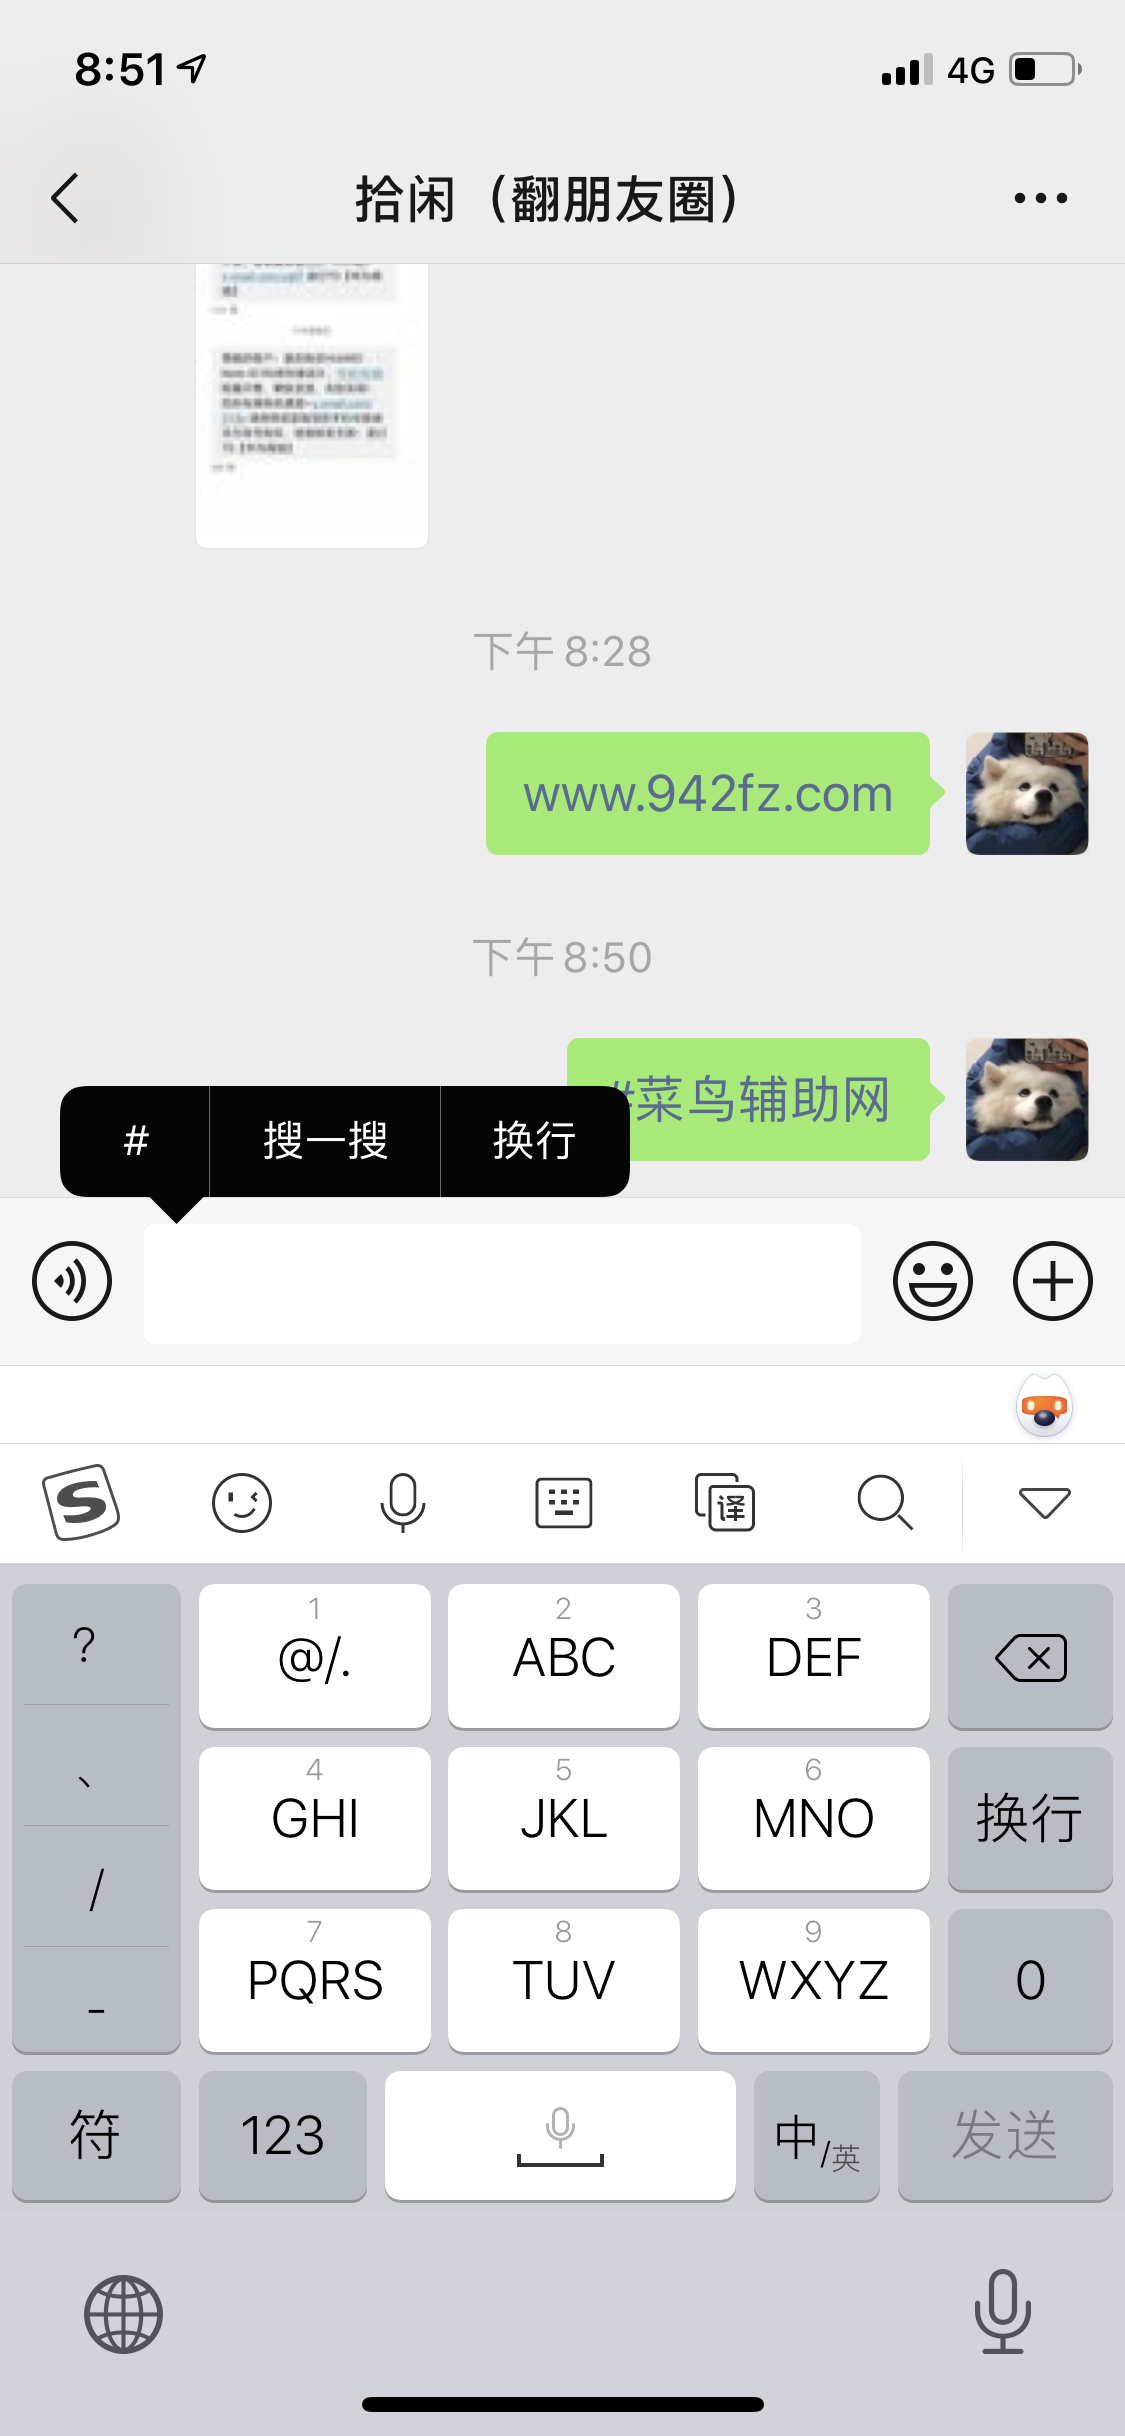 8:51
4G
拾闲（翻朋友圈）
下午 8:28
www.942fz.com
下午 8:50
#菜鸟辅助网
# 搜一搜 换行
译
?
、
/
-
1
@/.
2
ABC
3
DEF
4
GHI
5
JKL
6
MNO
换行
7
PQRS
8
TUV
9
WXYZ
0
符
123
中/英
发送